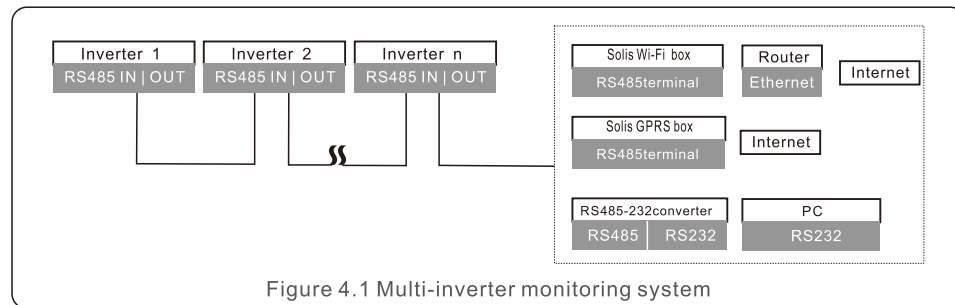 Inverter 1
RS485 IN | OUT
Inverter 2
RS485 IN | OUT
Inverter n
RS485 IN | OUT
Solis Wi-Fi box
RS485terminal
Router
Ethernet
Internet
Solis GPRS box
RS485terminal
Internet
RS485-232converter
RS485
RS232
PC
RS232
Figure 4.1 Multi-inverter monitoring system